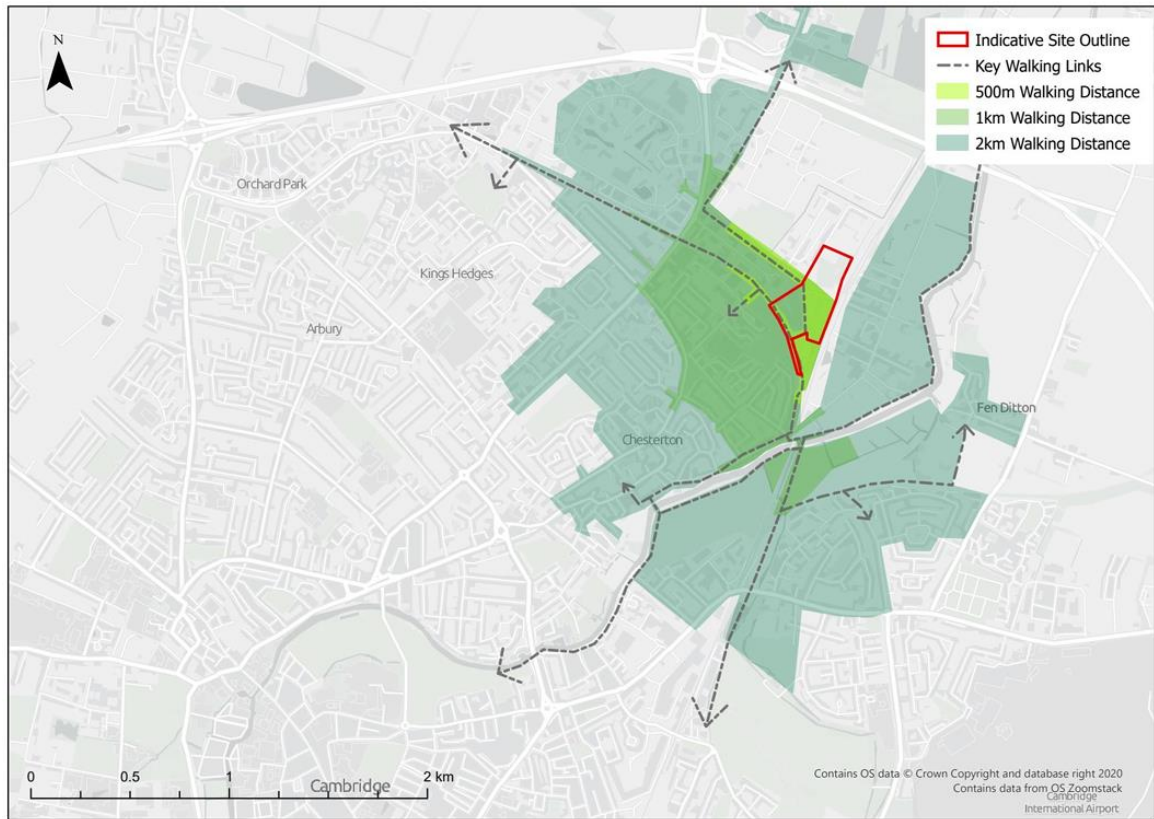 N
Indicative Site Outline
Key Walking Links
500m Walking Distance
1km Walking Distance
2km Walking Distance
Orchard Park
Kings Hedges
Arbury
Fen Ditton
Chesterton
0 0.5 1 2 km
Cambridge
Contains OS data © Crown Copyright and database right 2020
Contains data from OS Zoomstack
Cambridge
International Airport